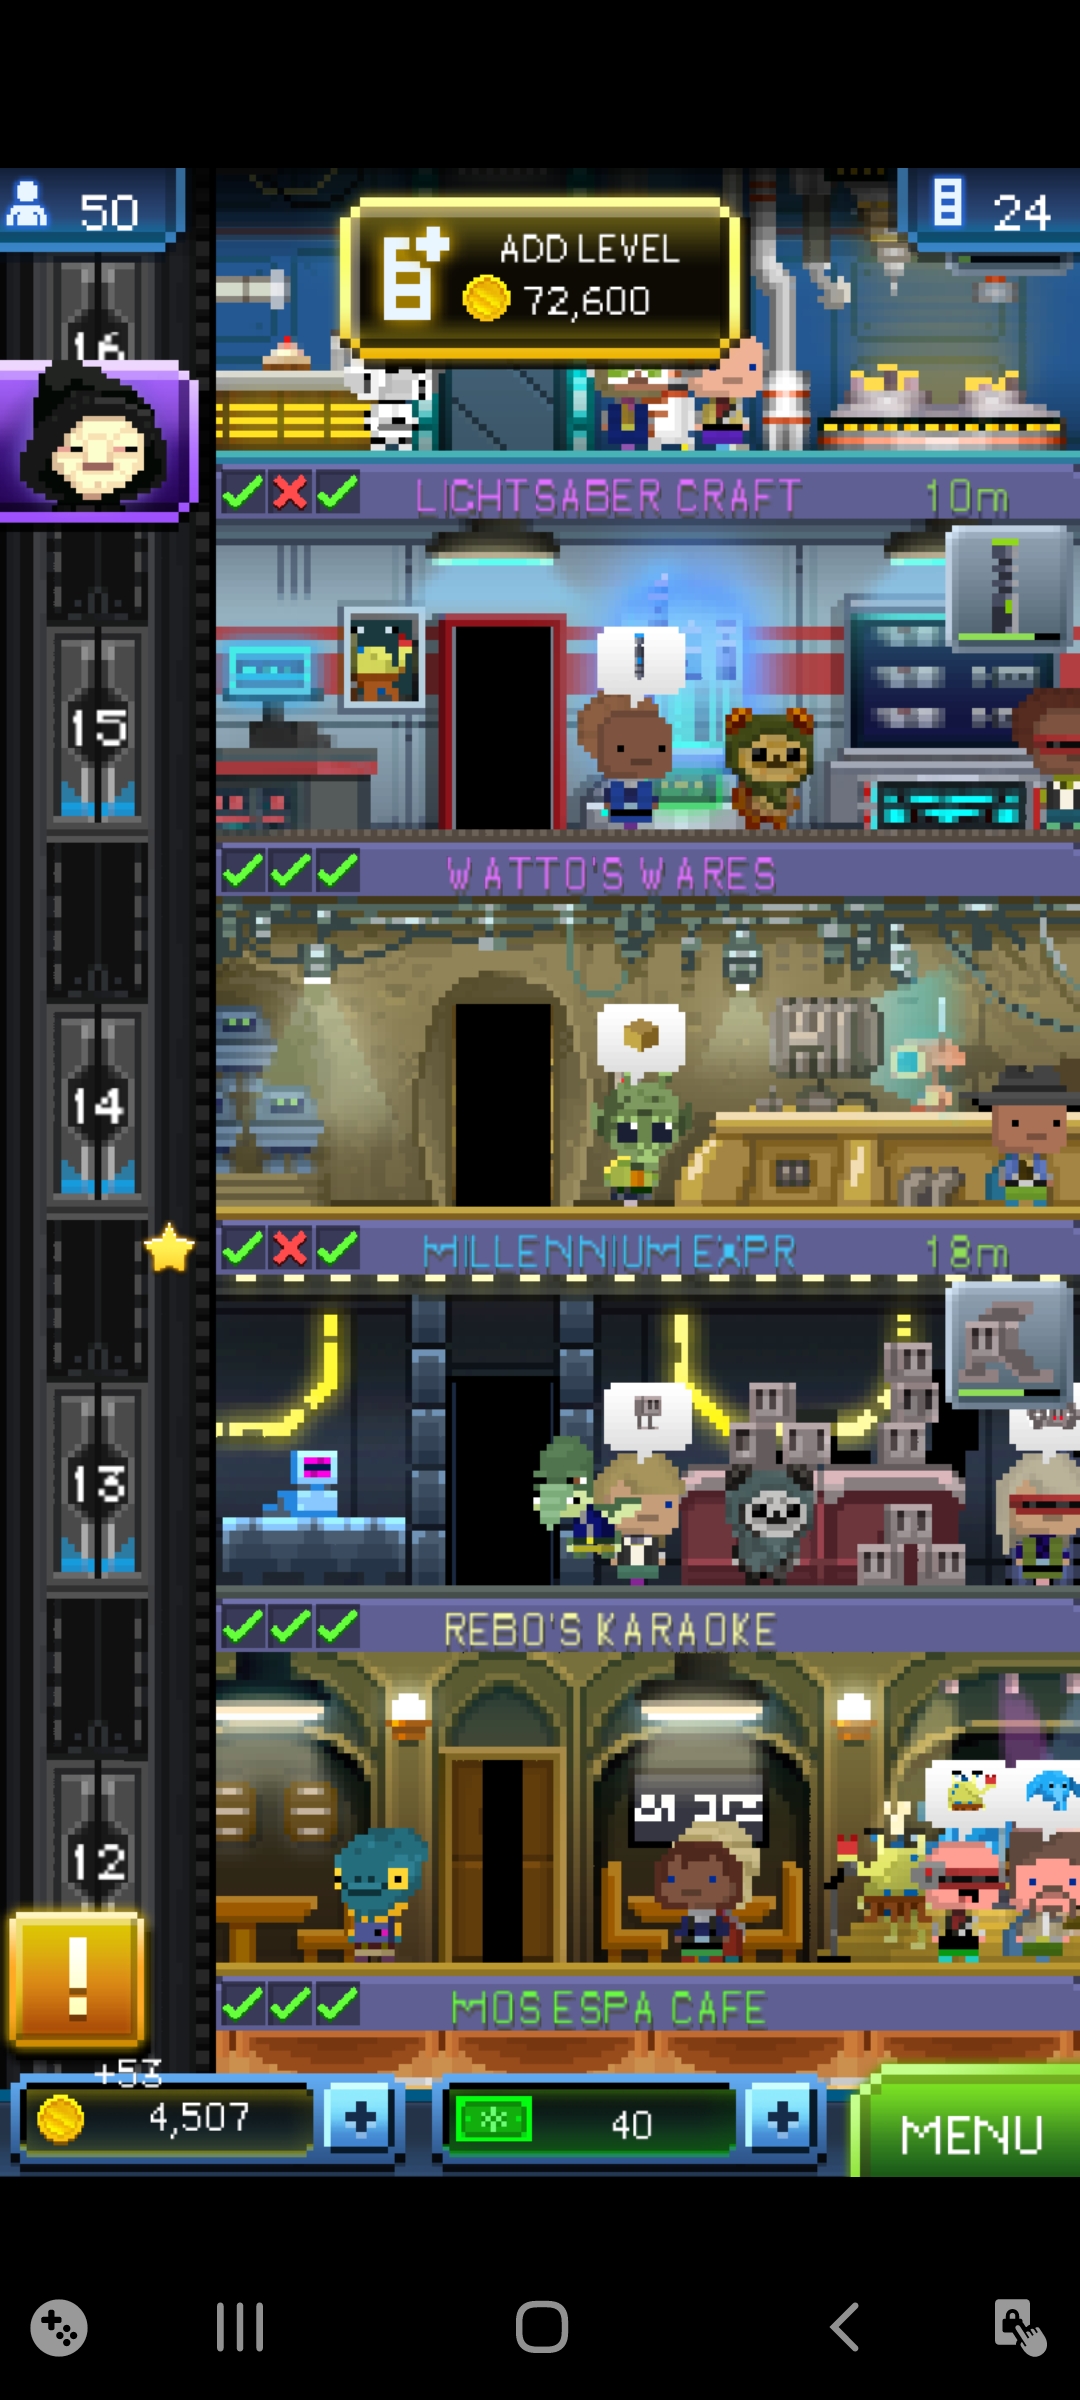 50
24
ADD LEVEL
72,600
16
LIGHTSABER CRAFT 10m
15
WATTO'S WARES
14
MILLENNIUM EXPR 18m
13
REBO'S KARAOKE
12
!
MOS ESPA CAFE
+53
4,507
+
40
+
MENU